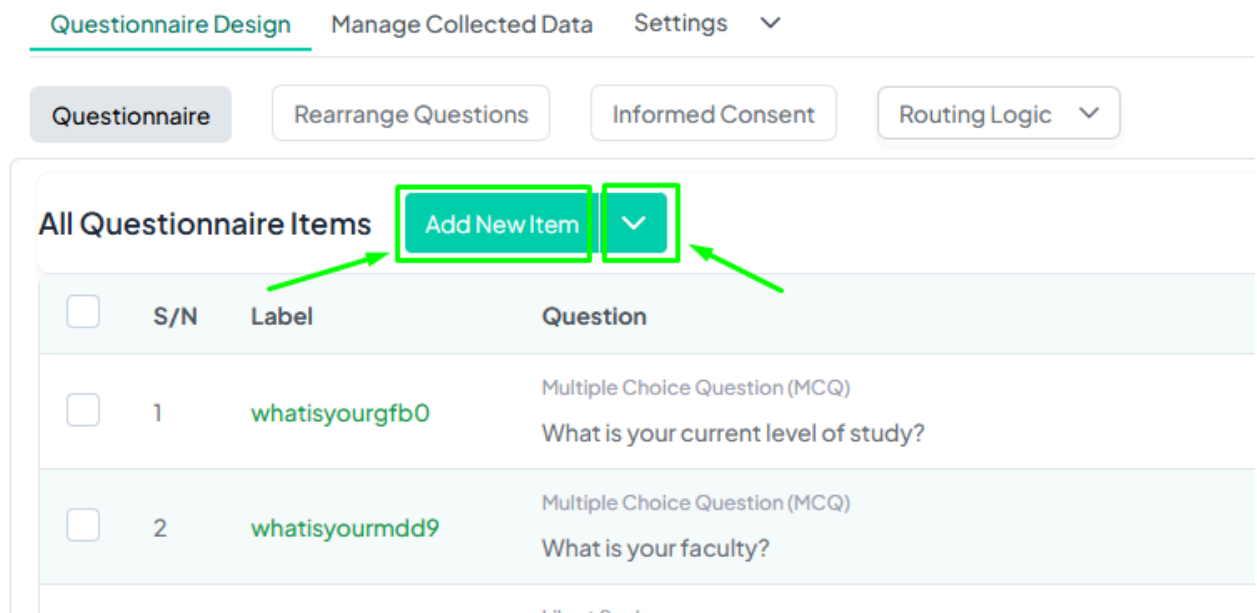 Questionnaire Design Manage Collected Data Settings
Questionnaire Rearrange Questions Informed Consent Routing Logic
All Questionnaire Items Add New Item
S/N Label Question
Multiple Choice Question (MCQ)
1 whatisyourgfb0
What is your current level of study?
Multiple Choice Question (MCQ)
2 whatisyourmdd9
What is your faculty?